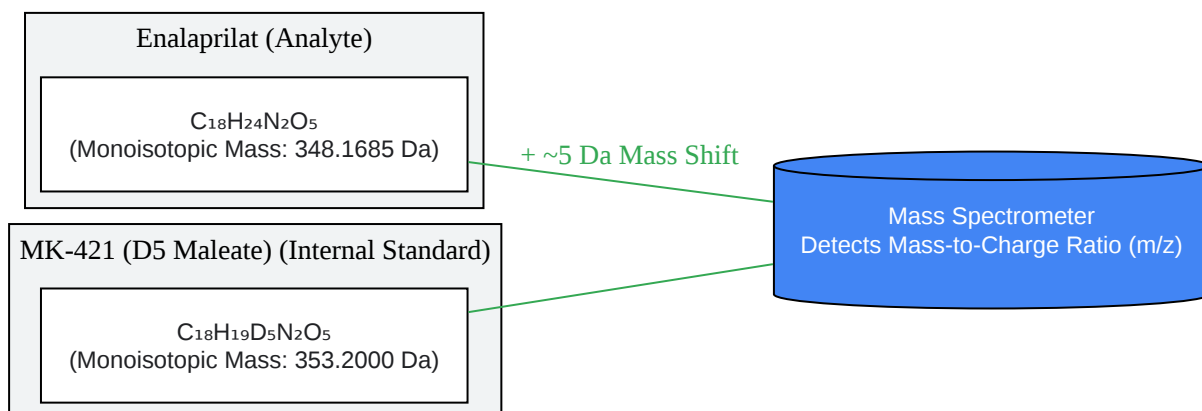 Enalaprilat (Analyte)
C₁₈H₂₄N₂O₅
(Monoisotopic Mass: 348.1685 Da)
+ ~5 Da Mass Shift
Mass Spectrometer
Detects Mass-to-Charge Ratio (m/z)
MK-421 (D5 Maleate) (Internal Standard)
C₁₈H₁₉D₅N₂O₅
(Monoisotopic Mass: 353.2000 Da)